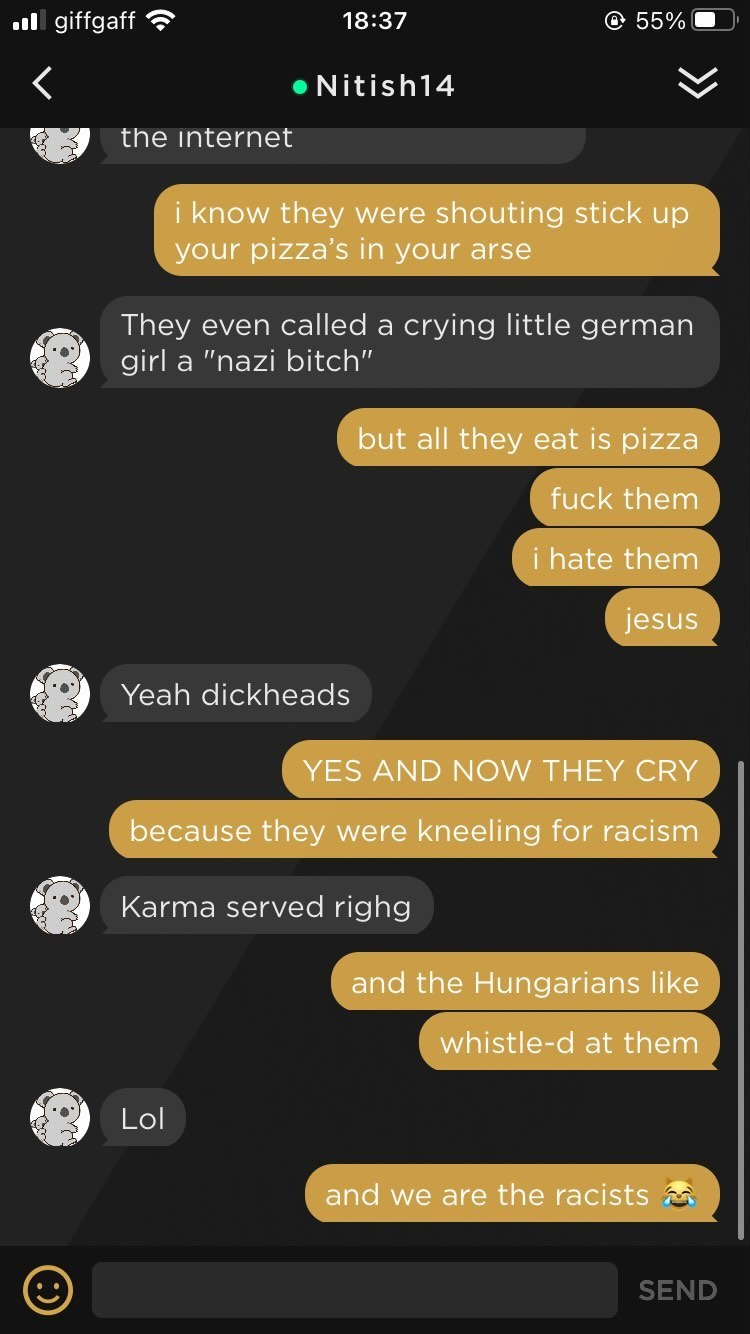 giffgaff 18:37 55%
Nitish14
the internet
i know they were shouting stick up
your pizza’s in your arse
They even called a crying little german
girl a "nazi bitch"
but all they eat is pizza
fuck them
i hate them
jesus
Yeah dickheads
YES AND NOW THEY CRY
because they were kneeling for racism
Karma served righg
and the Hungarians like
whistle-d at them
Lol
and we are the racists 😹
SEND